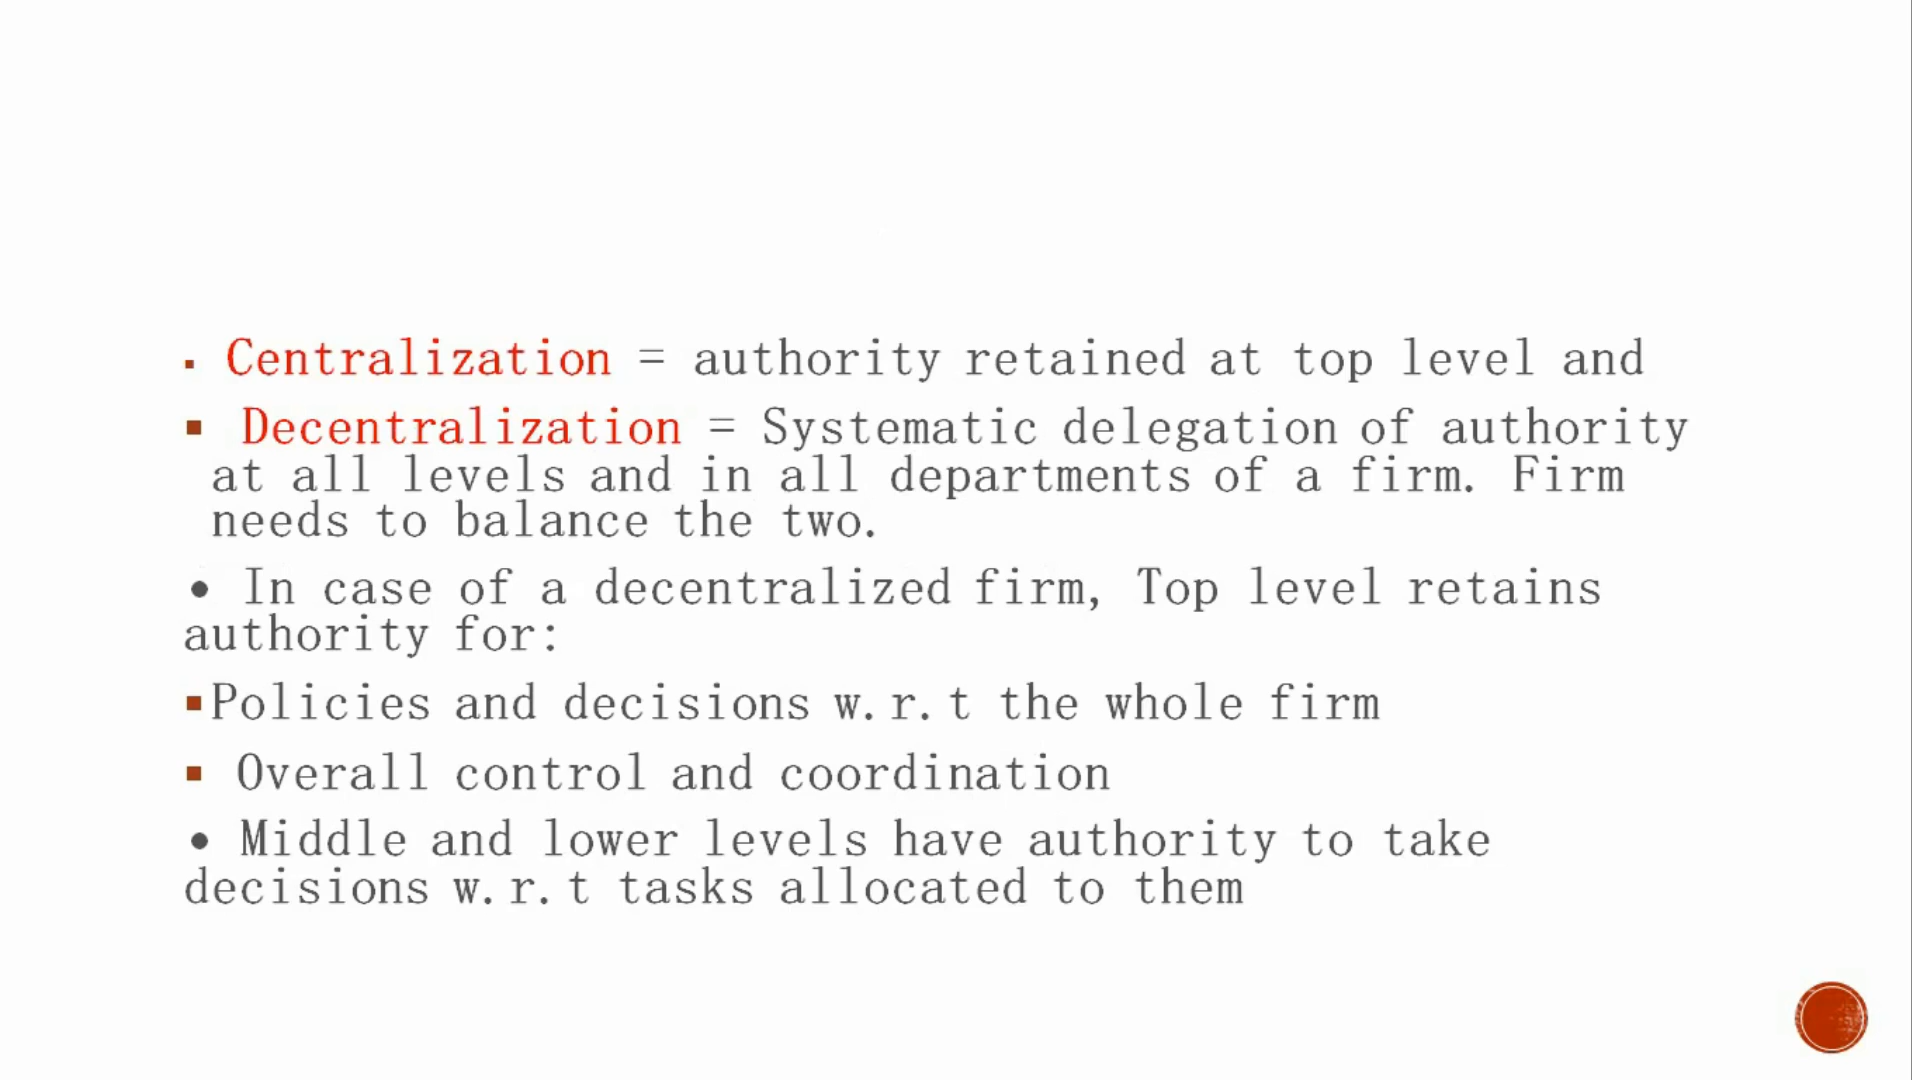 ▪ Centralization = authority retained at top level and
▪ Decentralization = Systematic delegation of authority
at all levels and in all departments of a firm. Firm
needs to balance the two.
• In case of a decentralized firm, Top level retains
authority for:
▪Policies and decisions w.r.t the whole firm
▪ Overall control and coordination
• Middle and lower levels have authority to take
decisions w.r.t tasks allocated to them